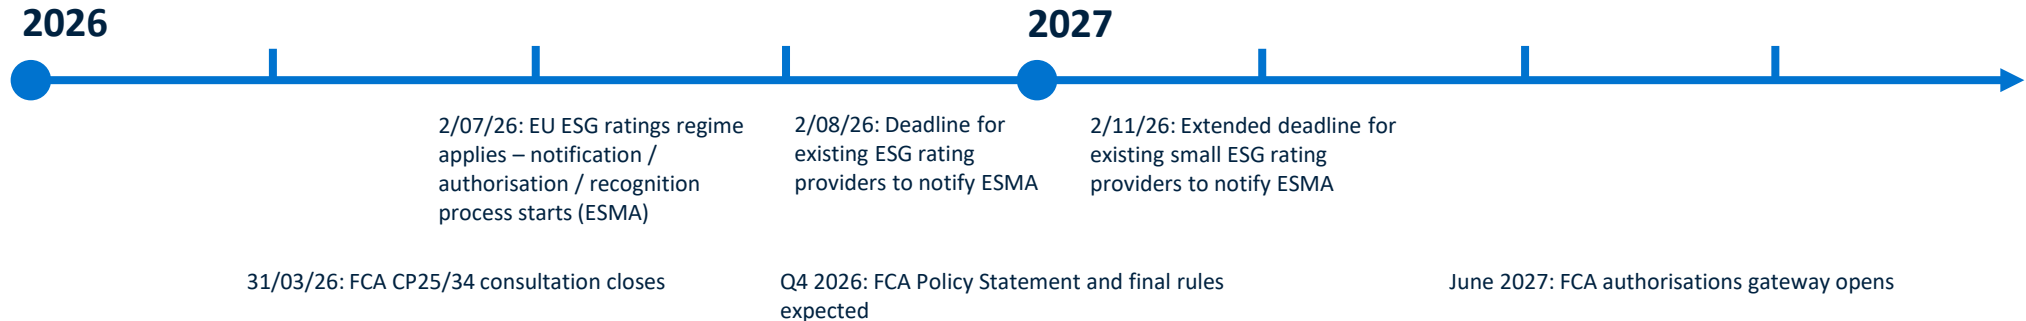 2026
2027
2/07/26: EU ESG ratings regime
applies – notification /
authorisation / recognition
process starts (ESMA)
2/08/26: Deadline for
existing ESG rating
providers to notify ESMA
2/11/26: Extended deadline for
existing small ESG rating
providers to notify ESMA
31/03/26: FCA CP25/34 consultation closes
Q4 2026: FCA Policy Statement and final rules
expected
June 2027: FCA authorisations gateway opens